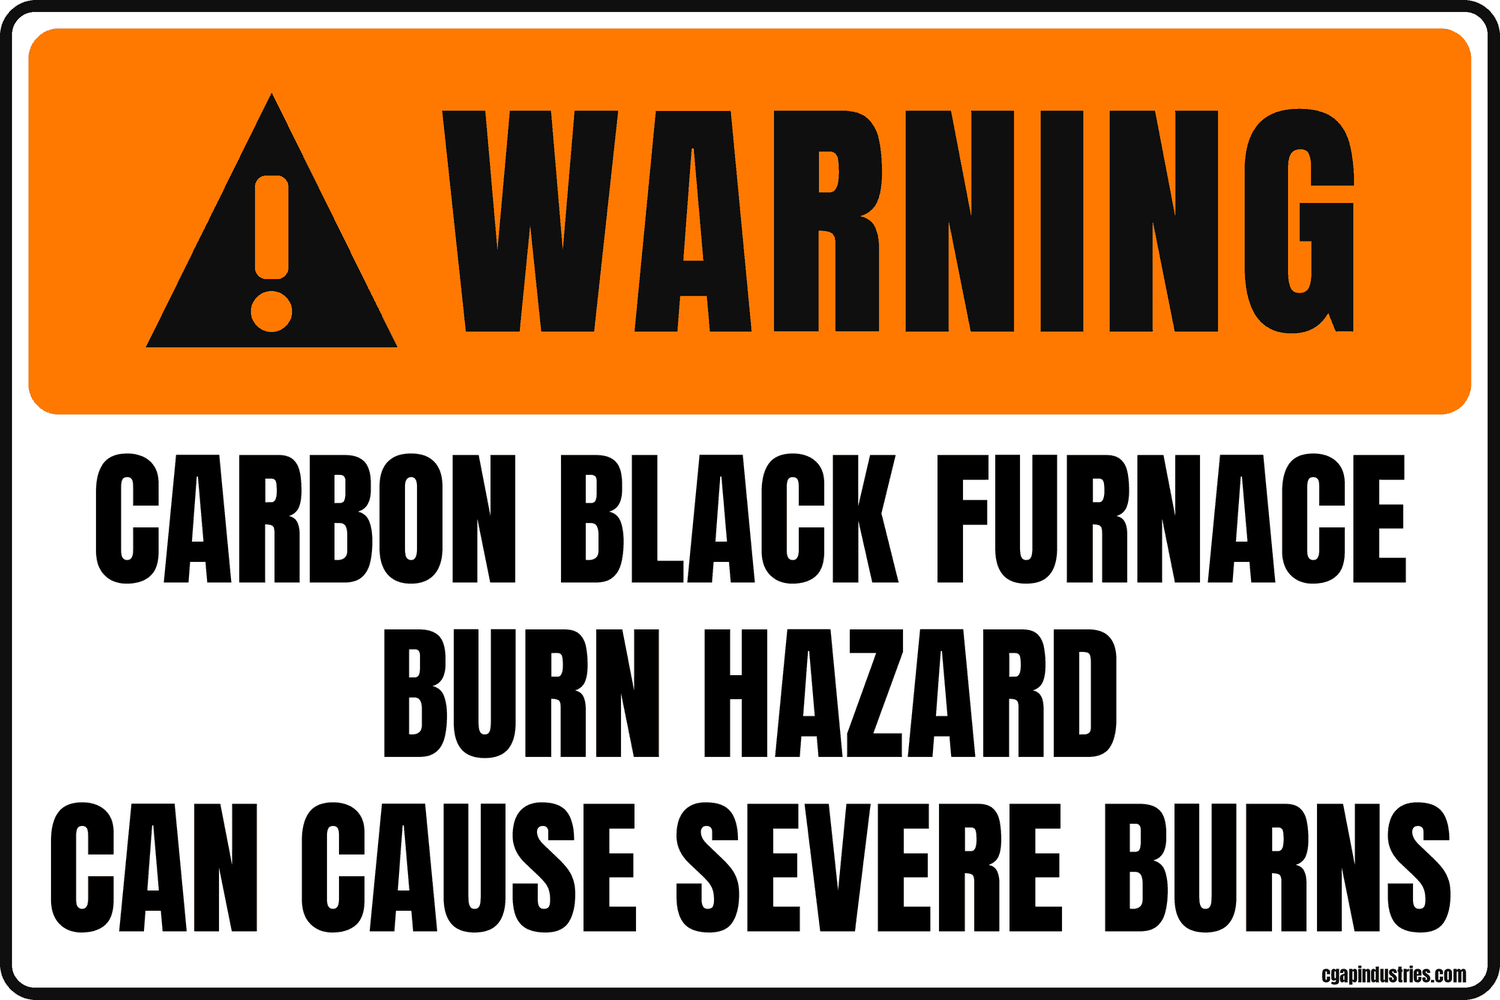 WARNING
CARBON BLACK FURNACE
BURN HAZARD
CAN CAUSE SEVERE BURNS
cgapindustries.com